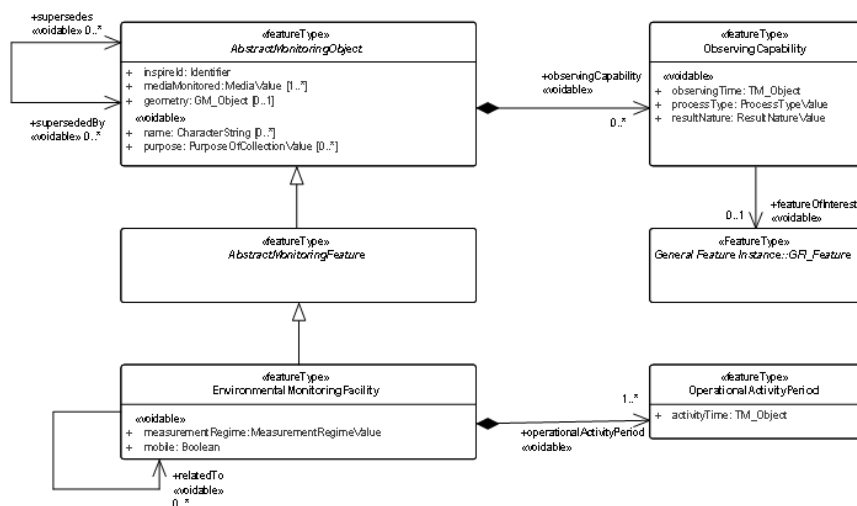 +supersedes
«voidable» 0..*
+supersededBy
«voidable» 0..*
«featureType»
AbstractMonitoringObject
+ inspireId: Identifier
+ mediaMonitored: MediaValue [1..*]
+ geometry: GM_Object [0..1]
«voidable»
+ name: CharacterString [0..*]
+ purpose: PurposeOfCollectionValue [0..*]
+observingCapability
«voidable»
0..*
«featureType»
ObservingCapability
«voidable»
+ observingTime: TM_Object
+ processType: ProcessTypeValue
+ resultNature: ResultNatureValue
+featureOfInterest
0..1 «voidable»
«featureType»
AbstractMonitoringFeature
«FeatureType»
General Feature Instance::GFI_Feature
«featureType»
Environmental MonitoringFacility
«voidable»
+ measurementRegime: MeasurementRegimeValue
+ mobile: Boolean
+relatedTo
«voidable»
0..*
1..*
+operationalActivityPeriod
«voidable»
«featureType»
OperationalActivityPeriod
+ activityTime: TM_Object